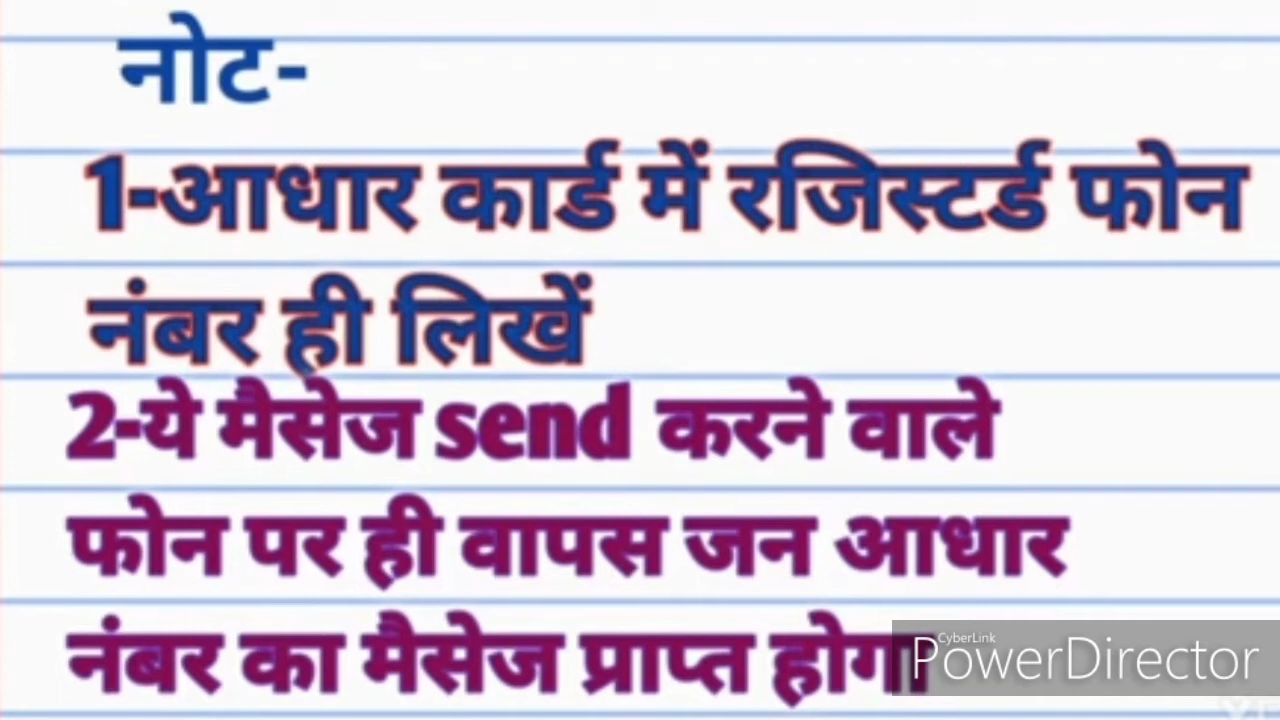 नोट-
1-आधार कार्ड में रजिस्टर्ड फोन
नंबर ही लिखें
2-ये मैसेज send करने वाले
फोन पर ही वापस जन आधार
नंबर का मैसेज प्राप्त होगा
CyberLink
PowerDirector